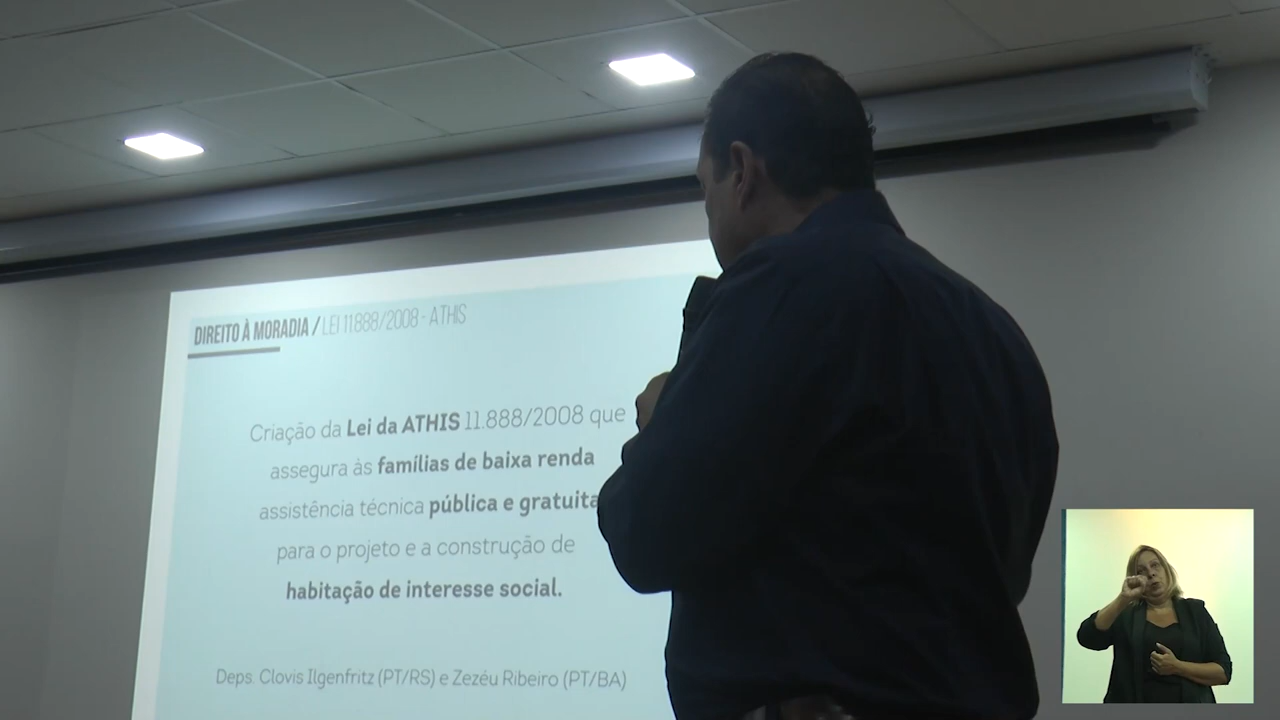 DIREITO À MORADIA / LEI 11.888/2008 - ATHIS
Criação da Lei da ATHIS 11.888/2008 que
assegura às famílias de baixa renda
assistência técnica pública e gratuita
para o projeto e a construção de
habitação de interesse social.
Deps. Clovis Ilgenfritz (PT/RS) e Zezéu Ribeiro (PT/BA)